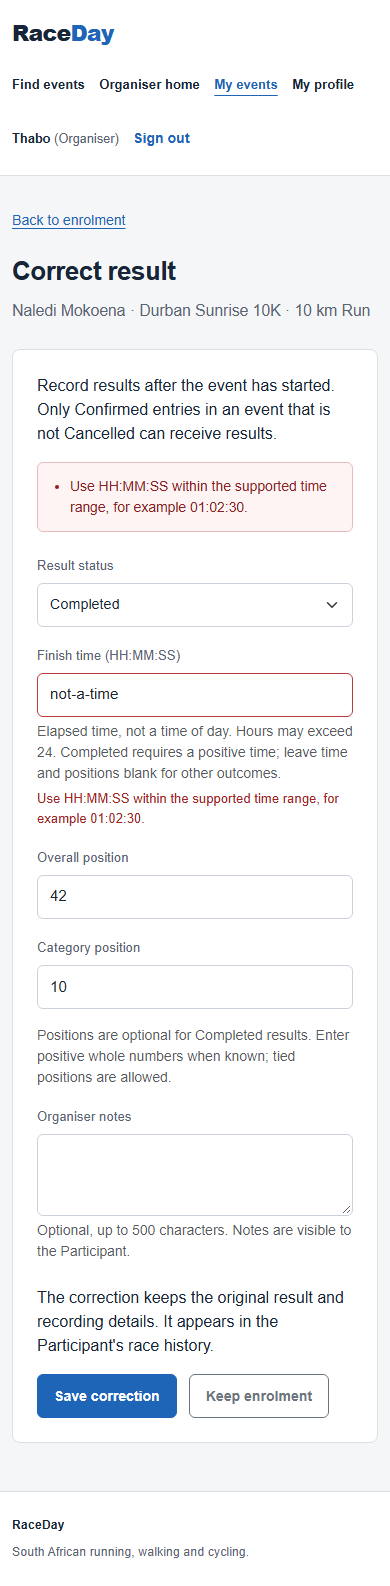 RaceDay
Find events Organiser home My events My profile
Thabo (Organiser) Sign out
Back to enrolment
Correct result
Naledi Mokoena · Durban Sunrise 10K · 10 km Run
Record results after the event has started.
Only Confirmed entries in an event that is
not Cancelled can receive results.
• Use HH:MM:SS within the supported time
range, for example 01:02:30.
Result status
Completed
Finish time (HH:MM:SS)
not-a-time
Elapsed time, not a time of day. Hours may exceed
24. Completed requires a positive time; leave time
and positions blank for other outcomes.
Use HH:MM:SS within the supported time range, for
example 01:02:30.
Overall position
42
Category position
10
Positions are optional for Completed results. Enter
positive whole numbers when known; tied
positions are allowed.
Organiser notes
Optional, up to 500 characters. Notes are visible to
the Participant.
The correction keeps the original result and
recording details. It appears in the
Participant's race history.
Save correction Keep enrolment
RaceDay
South African running, walking and cycling.